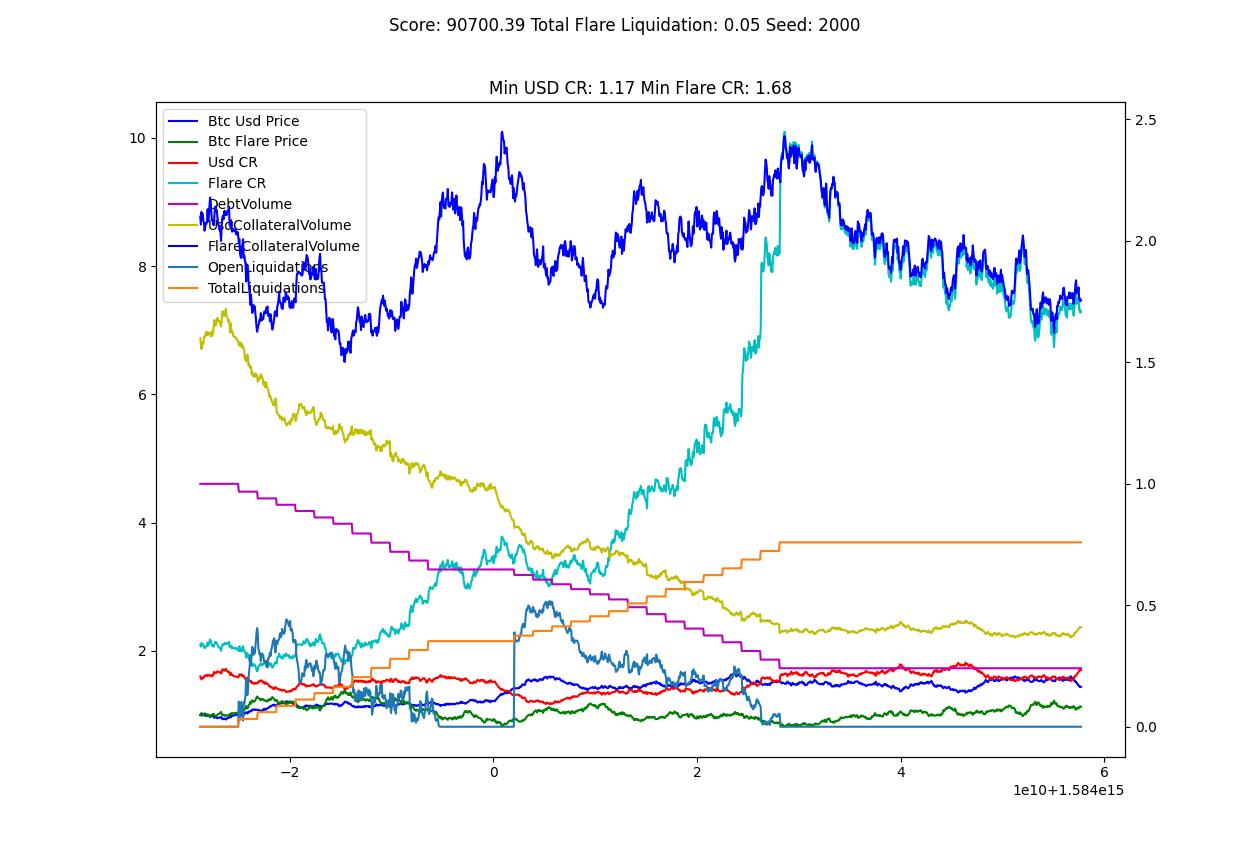 Score: 90700.39 Total Flare Liquidation: 0.05 Seed: 2000
Min USD CR: 1.17 Min Flare CR: 1.68
Btc Usd Price
Btc Flare Price
Usd CR
Flare CR
DebtVolume
UsdCollateralVolume
FlareCollateralVolume
OpenLiquidations
TotalLiquidations
10
8
6
4
2
2.5
2.0
1.5
1.0
0.5
0.0
−2
0
2
4
6
1e10+1.584e15